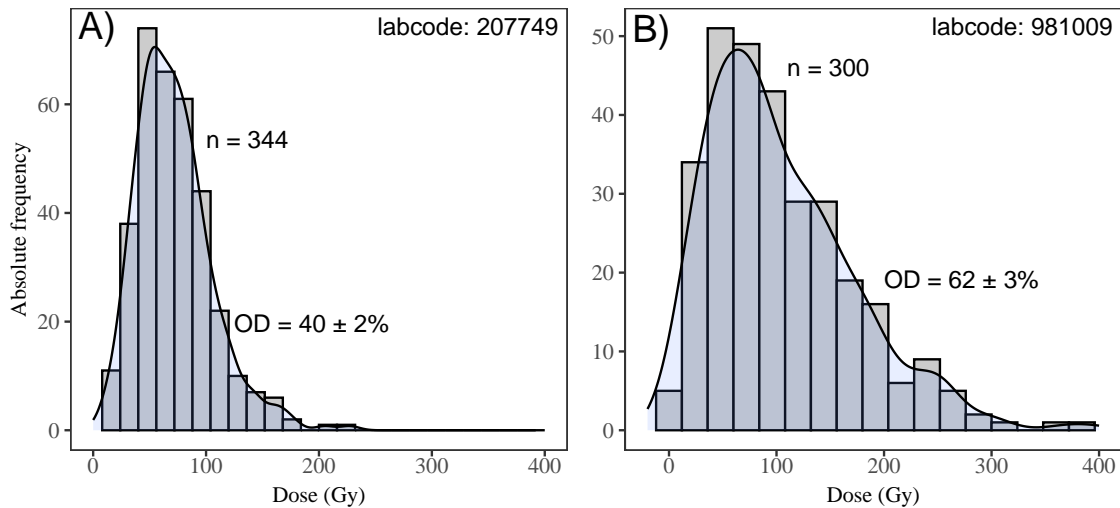 A)
labcode: 207749
n = 344
OD = 40 ± 2%
Absolute frequency
60
40
20
0
0 100 200 300 400
Dose (Gy)
B)
labcode: 981009
n = 300
OD = 62 ± 3%
50
40
30
20
10
0
0 100 200 300 400
Dose (Gy)